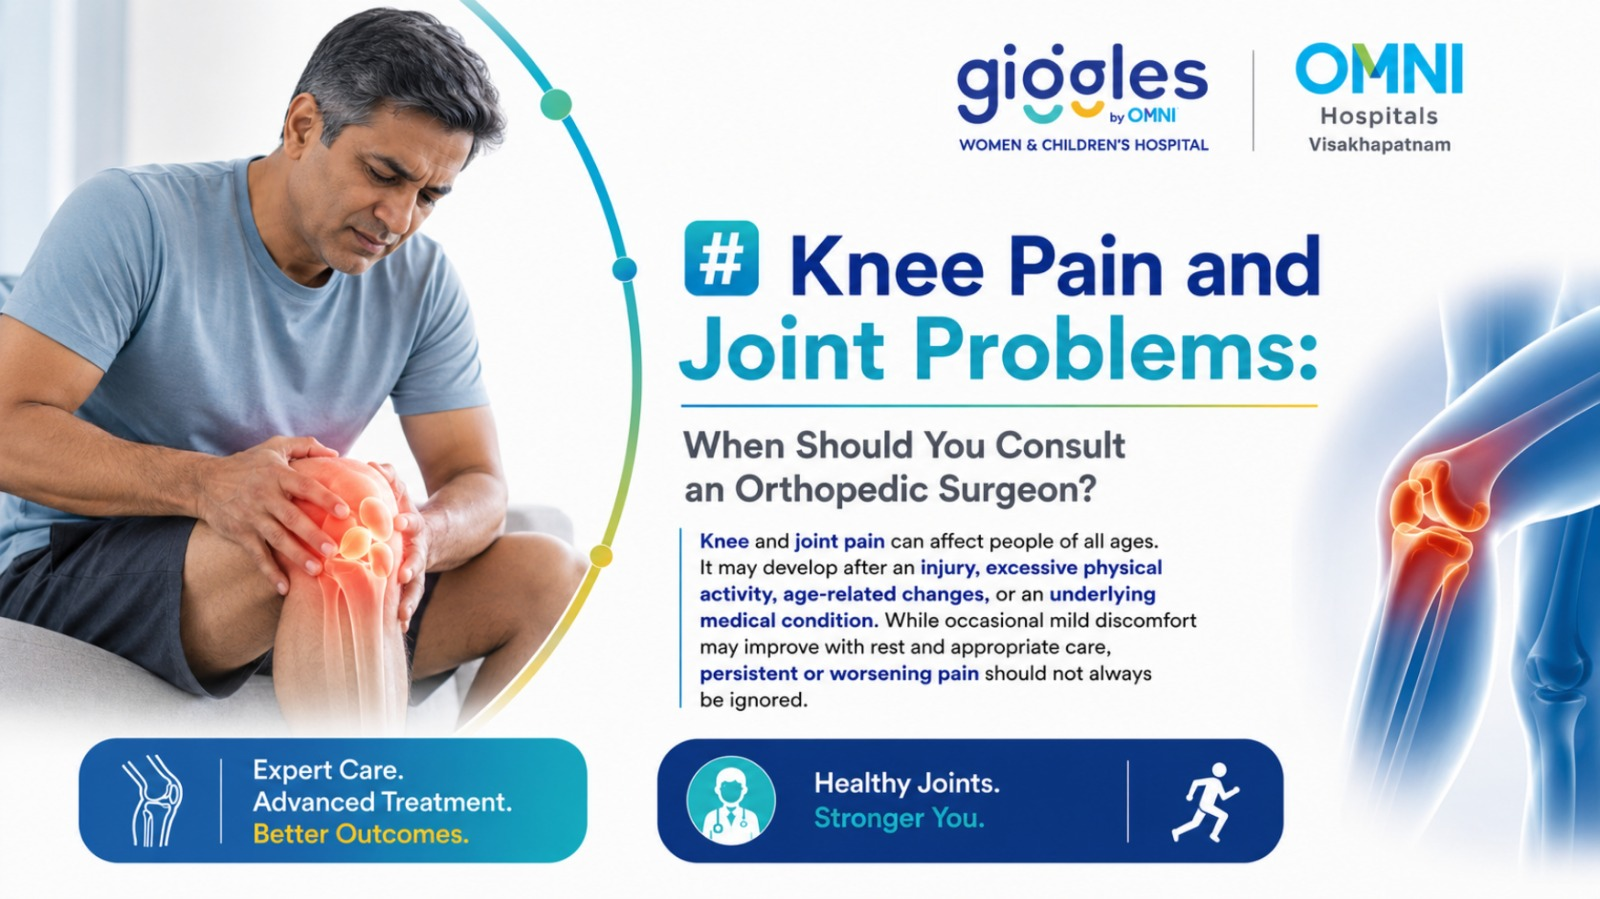 giggles
by OMNI
WOMEN & CHILDREN'S HOSPITAL
OMNI
Hospitals
Visakhapatnam
# Knee Pain and
Joint Problems:
When Should You Consult
an Orthopedic Surgeon?
Knee and joint pain can affect people of all ages.
It may develop after an injury, excessive physical
activity, age-related changes, or an underlying
medical condition. While occasional mild discomfort
may improve with rest and appropriate care,
persistent or worsening pain should not always
be ignored.
Expert Care.
Advanced Treatment.
Better Outcomes.
Healthy Joints.
Stronger You.